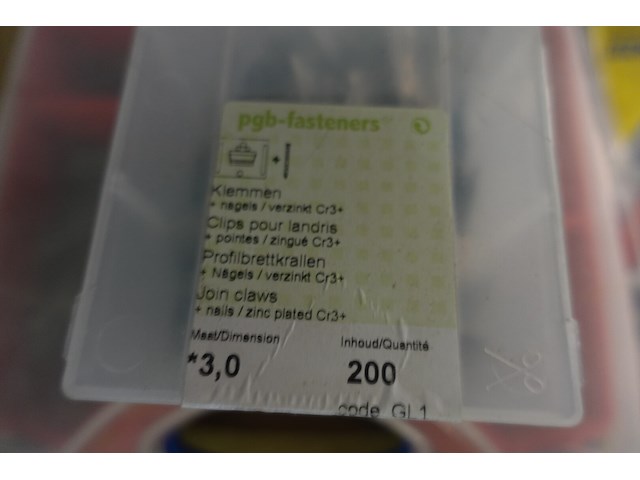 pgb-fasteners
Klemmen
+ nagels / verzinkt Cr3+
Clips pour landris
+ pointes / zingué Cr3+
Profilbrettkrallen
+ Nägels / verzinkt Cr3+
Join claws
+ nails / zinc plated Cr3+
Maat/Dimension Inhoud/Quantité
*3,0 200
code GL1